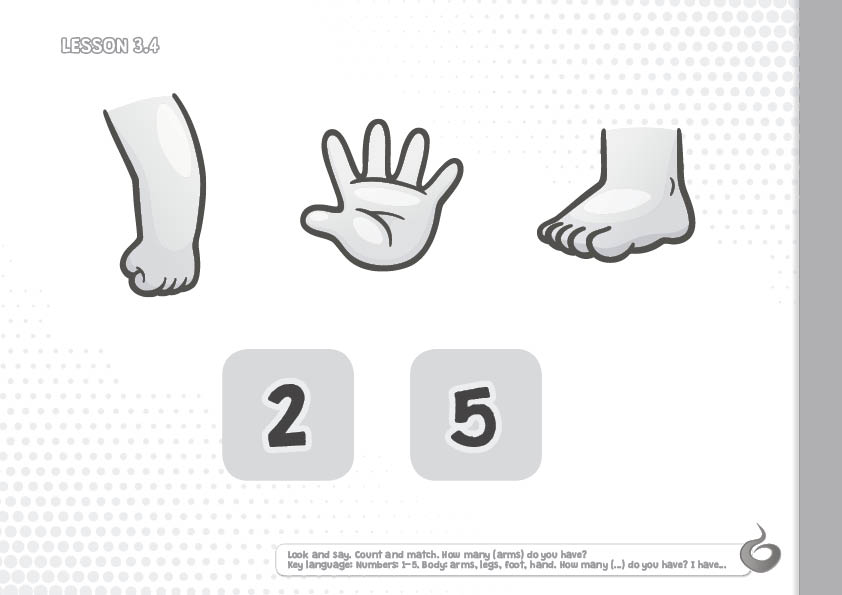 LESSON 3.4
2 5
Look and say. Count and match. How many (arms) do you have?
Key language: Numbers: 1–5. Body: arms, legs, foot, hand. How many (...) do you have? I have...